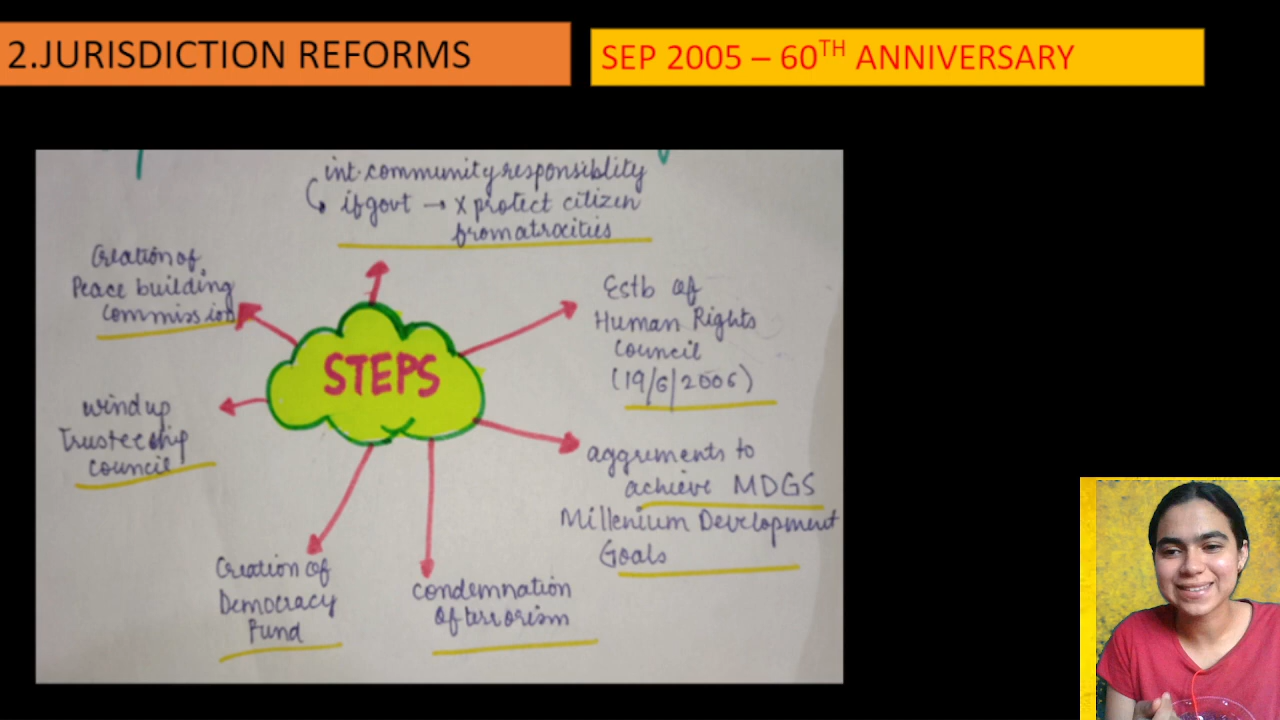 2.JURISDICTION REFORMS
SEP 2005 – 60TH ANNIVERSARY
int. community responsiblity
if govt → x protect citizen
from atrocities
Creation of
Peace building
commission
Estb of
Human Rights
Council
(19/6/2006)
STEPS
wind up
Trusteeship
council
aggrements to
achieve MDGS
Millenium Development
Goals
Creation of
Democracy
Fund
condemnation
of terrorism